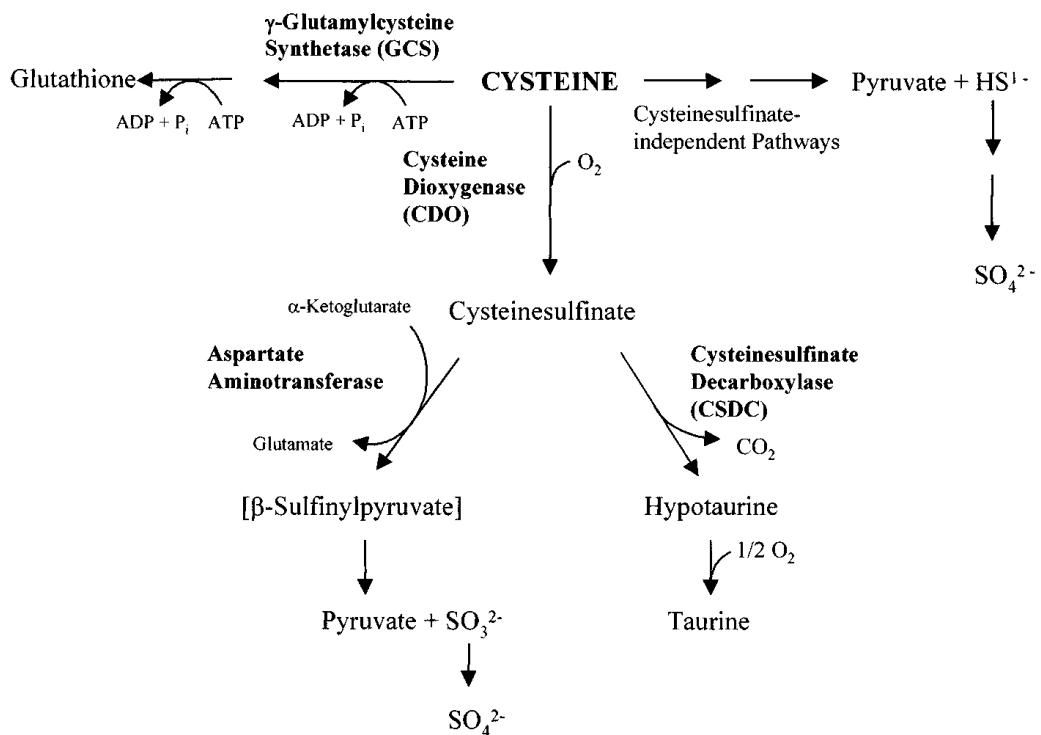 γ-Glutamylcysteine
Synthetase (GCS)
Glutathione
CYSTEINE
Pyruvate + HS¹⁻
ADP + Pᵢ
ATP
ADP + Pᵢ
ATP
Cysteinesulfinate-
independent Pathways
Cysteine
Dioxygenase
(CDO)
O₂
SO₄²⁻
α-Ketoglutarate
Cysteinesulfinate
Aspartate
Aminotransferase
Cysteinesulfinate
Decarboxylase
(CSDC)
Glutamate
CO₂
[β-Sulfinylpyruvate]
Hypotaurine
1/2 O₂
Pyruvate + SO₃²⁻
Taurine
SO₄²⁻